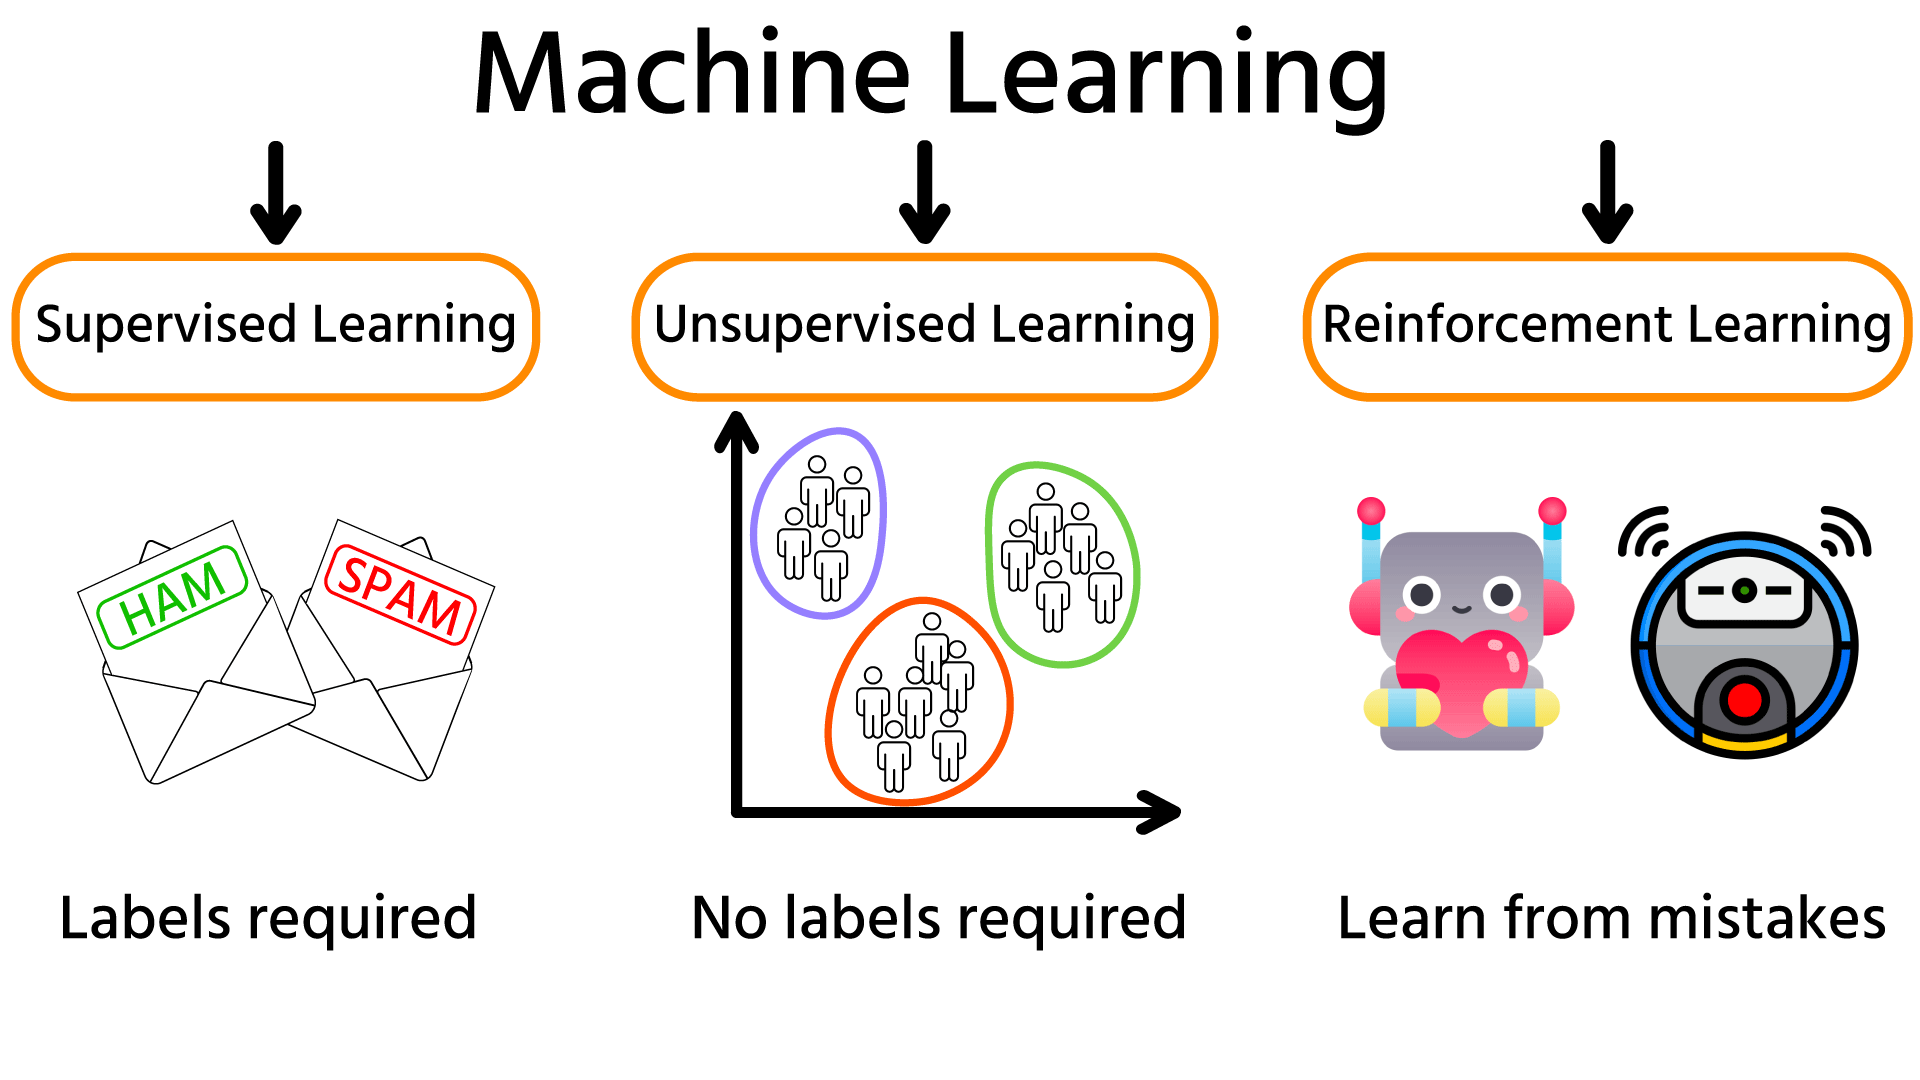 Machine Learning
Supervised Learning
Unsupervised Learning
Reinforcement Learning
HAM
SPAM
Labels required
No labels required
Learn from mistakes